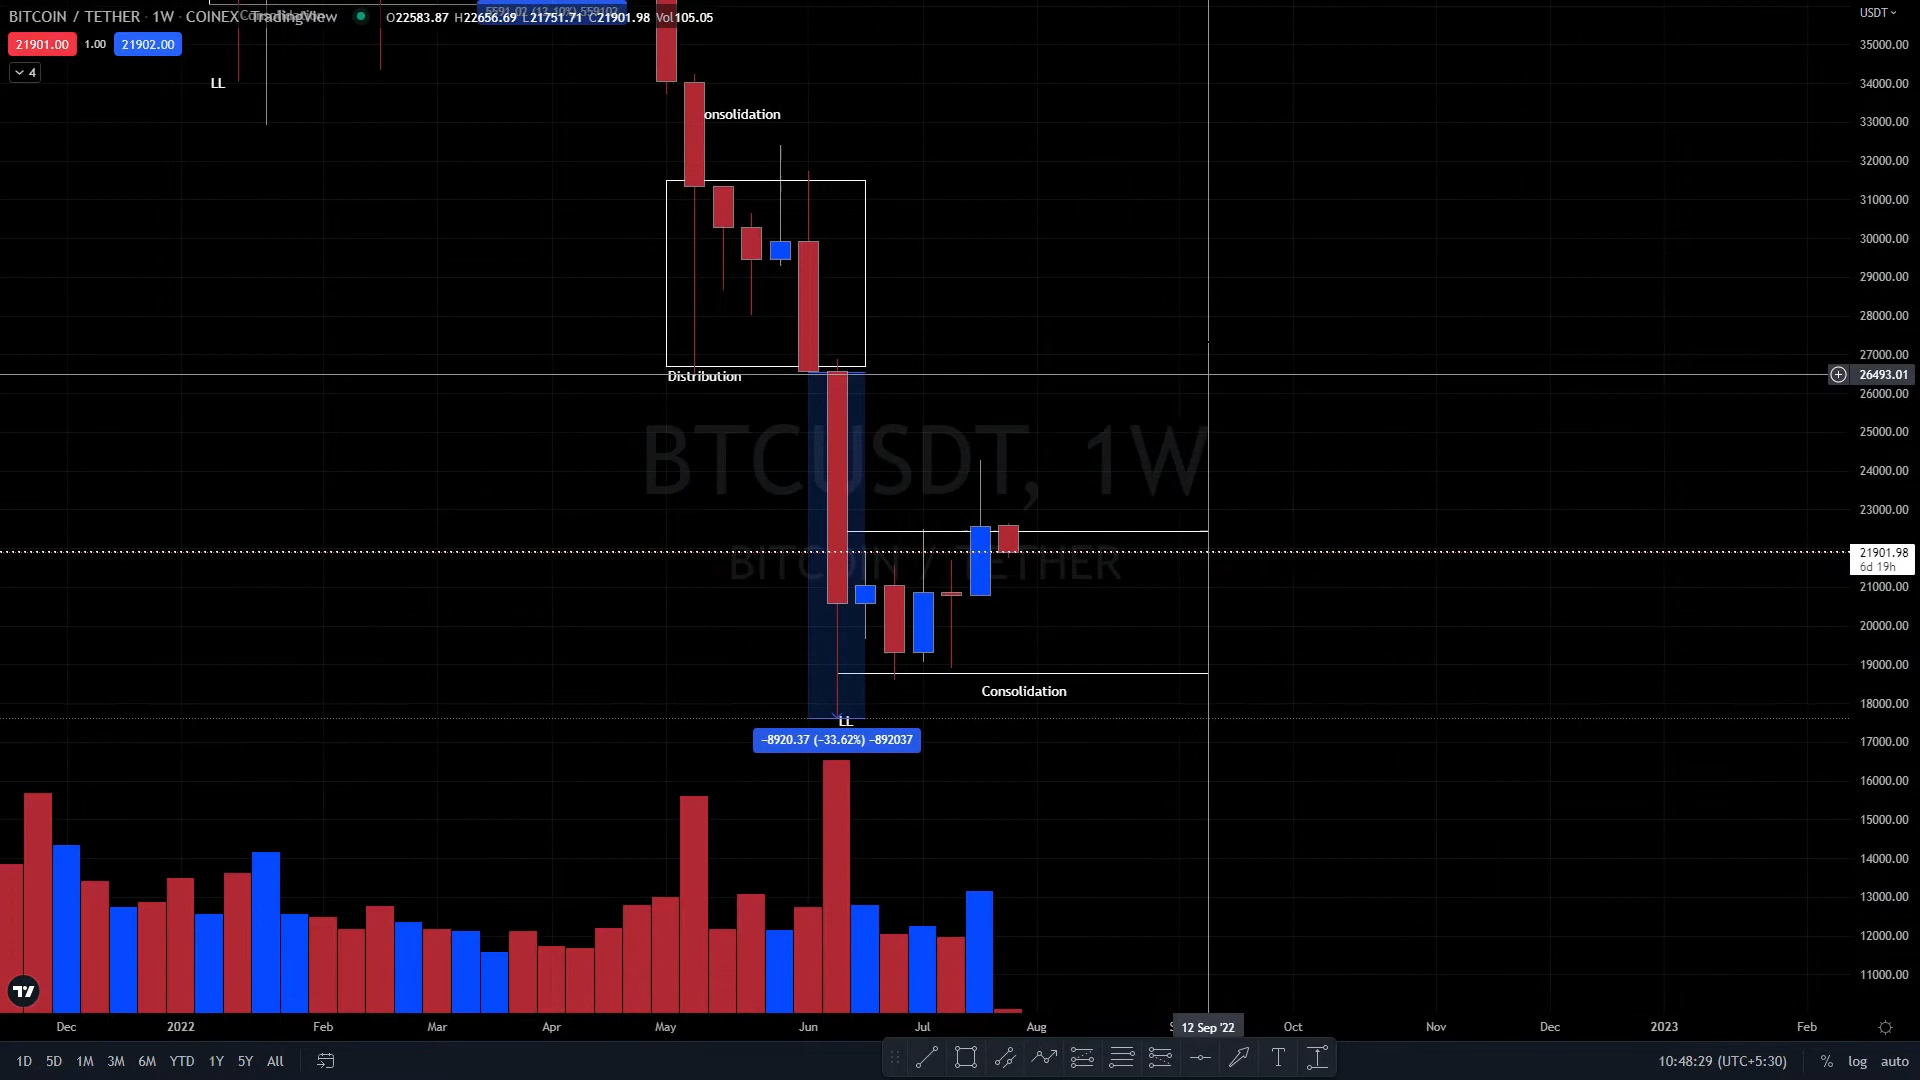 BITCOIN / TETHER · 1W · COINEX · TradingView O22583.87 H22656.69 L21751.71 C21901.98 Vol105.05
USDT
21901.00 1.00 21902.00
4
LL
onsolidation
Distribution
BTCUSDT, 1W
BITCOIN / TETHER
Consolidation
LL
−8920.37 (−33.62%) −892037
35000.00
34000.00
33000.00
32000.00
31000.00
30000.00
29000.00
28000.00
27000.00
26493.01
26000.00
25000.00
24000.00
23000.00
21901.98
6d 19h
21000.00
20000.00
19000.00
18000.00
17000.00
16000.00
15000.00
14000.00
13000.00
12000.00
11000.00
Dec 2022 Feb Mar Apr May Jun Jul Aug 12 Sep '22 Oct Nov Dec 2023 Feb
1D 5D 1M 3M 6M YTD 1Y 5Y All T 10:48:29 (UTC+5:30) % log auto